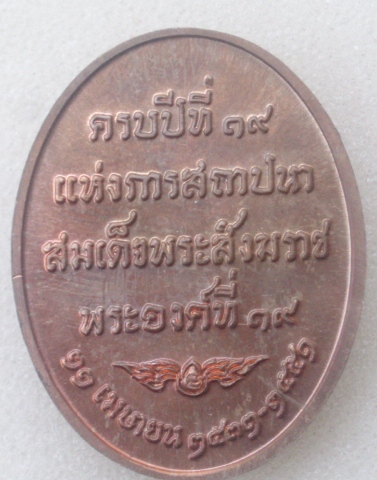 ครบปีที่ ๑๙
แห่งการสถาปนา
สมเด็จพระสังฆราช
พระองค์ที่ ๑๙
๒๑ เมษายน ๒๕๓๒-๒๕๕๑